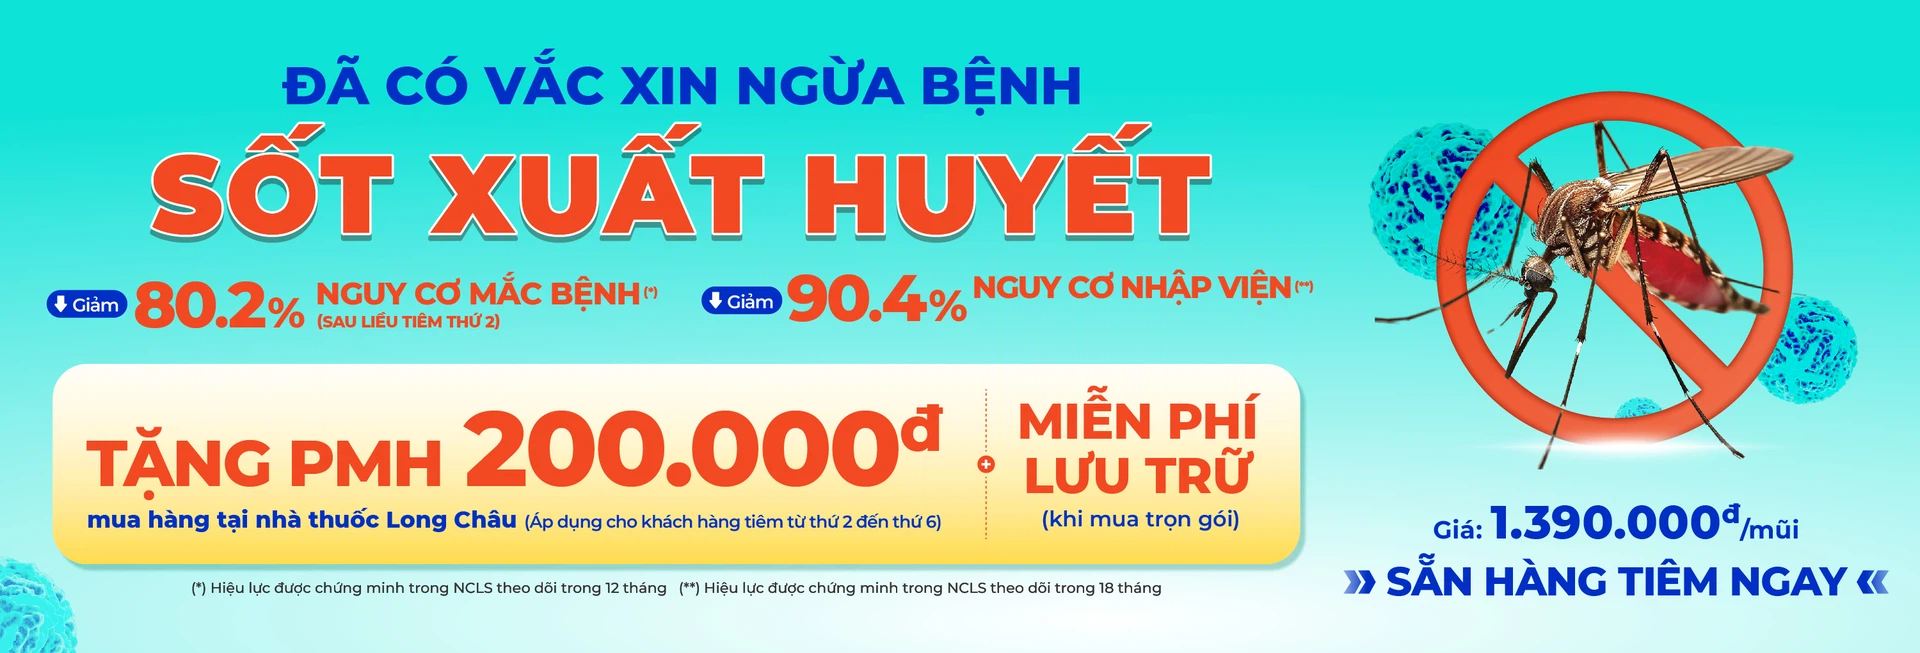 ĐÃ CÓ VẮC XIN NGỪA BỆNH
SỐT XUẤT HUYẾT
Giảm 80.2% NGUY CƠ MẮC BỆNH(*)
(SAU LIỀU TIÊM THỨ 2)
Giảm 90.4% NGUY CƠ NHẬP VIỆN(**)
TẶNG PMH 200.000đ
mua hàng tại nhà thuốc Long Châu (Áp dụng cho khách hàng tiêm từ thứ 2 đến thứ 6)
+
MIỄN PHÍ
LƯU TRỮ
(khi mua trọn gói)
(*) Hiệu lực được chứng minh trong NCLS theo dõi trong 12 tháng (**) Hiệu lực được chứng minh trong NCLS theo dõi trong 18 tháng
Giá: 1.390.000đ/mũi
SẴN HÀNG TIÊM NGAY